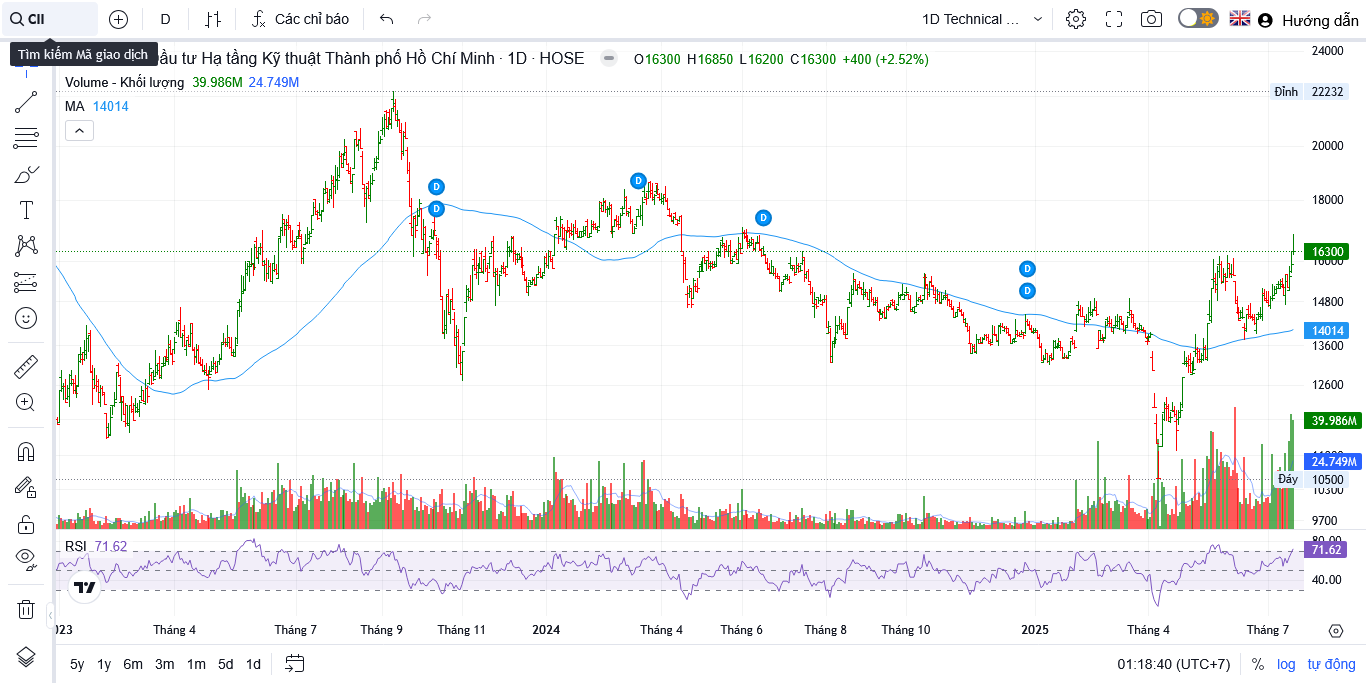 CII
D
Các chỉ báo
1D Technical ...
Hướng dẫn
Tìm kiếm Mã giao dịch
ầu tư Hạ tầng Kỹ thuật Thành phố Hồ Chí Minh · 1D · HOSE
O16300 H16850 L16200 C16300 +400 (+2.52%)
Volume - Khối lượng 39.986M 24.749M
MA 14014
24000
Đỉnh 22232
20000
D
D
D
D
18000
16300
16000
D
D
14800
14014
13600
12600
39.986M
24.749M
Đáy 10500
10300
9700
RSI 71.62
80.00
71.62
40.00
023
Tháng 4
Tháng 7
Tháng 9
Tháng 11
2024
Tháng 4
Tháng 6
Tháng 8
Tháng 10
2025
Tháng 4
Tháng 7
5y 1y 6m 3m 1m 5d 1d
01:18:40 (UTC+7)
% log tự động